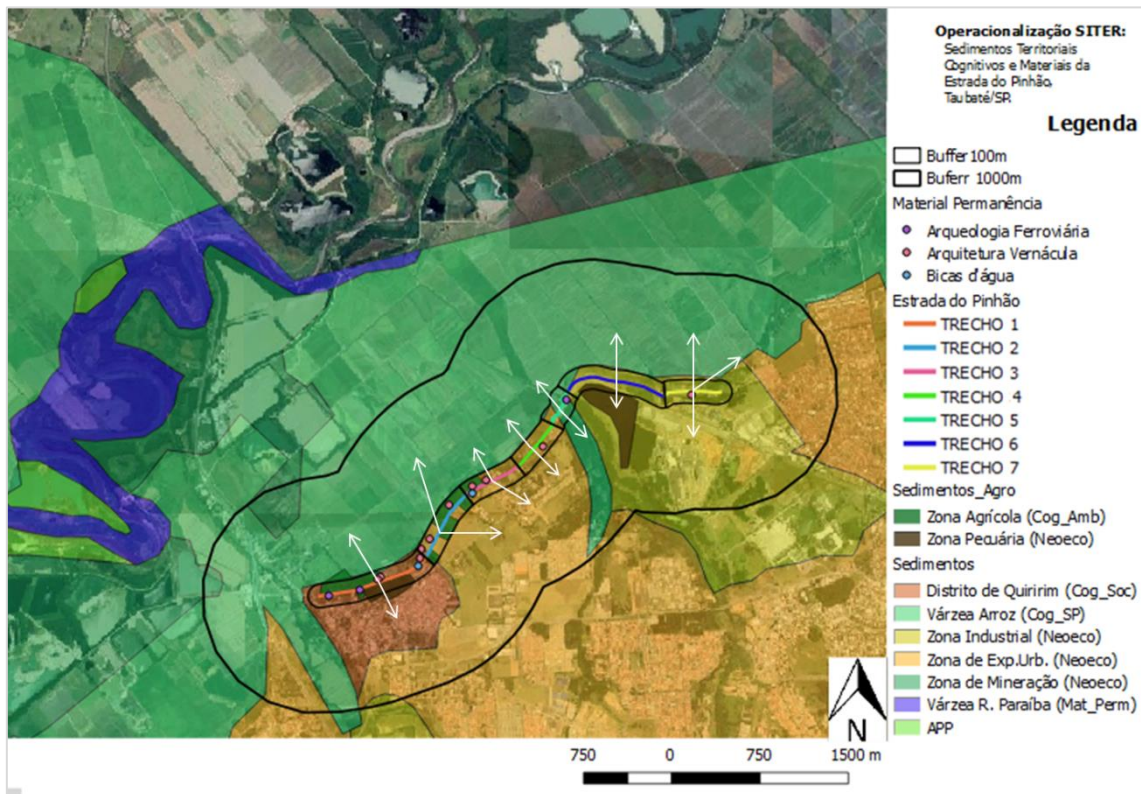 Operacionalização SITER:
Sedimentos Territoriais
Cognitivos e Materiais da
Estrada do Pinhão,
Taubaté/SP.
Legenda
Buffer 100m
Buferr 1000m
Material Permanência
Arqueologia Ferroviária
Arquitetura Vernácula
Bicas d'água
Estrada do Pinhão
TRECHO 1
TRECHO 2
TRECHO 3
TRECHO 4
TRECHO 5
TRECHO 6
TRECHO 7
Sedimentos_Agro
Zona Agrícola (Cog_Amb)
Zona Pecuária (Neoeco)
Sedimentos
Distrito de Quiririm (Cog_Soc)
Várzea Arroz (Cog_SP)
Zona Industrial (Neoeco)
Zona de Exp.Urb. (Neoeco)
Zona de Mineração (Neoeco)
Várzea R. Paraíba (Mat_Perm)
APP
N
750 0 750 1500 m